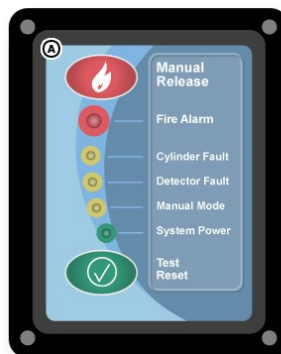 A
Manual
Release
Fire Alarm
Cylinder Fault
Detector Fault
Manual Mode
System Power
Test
Reset